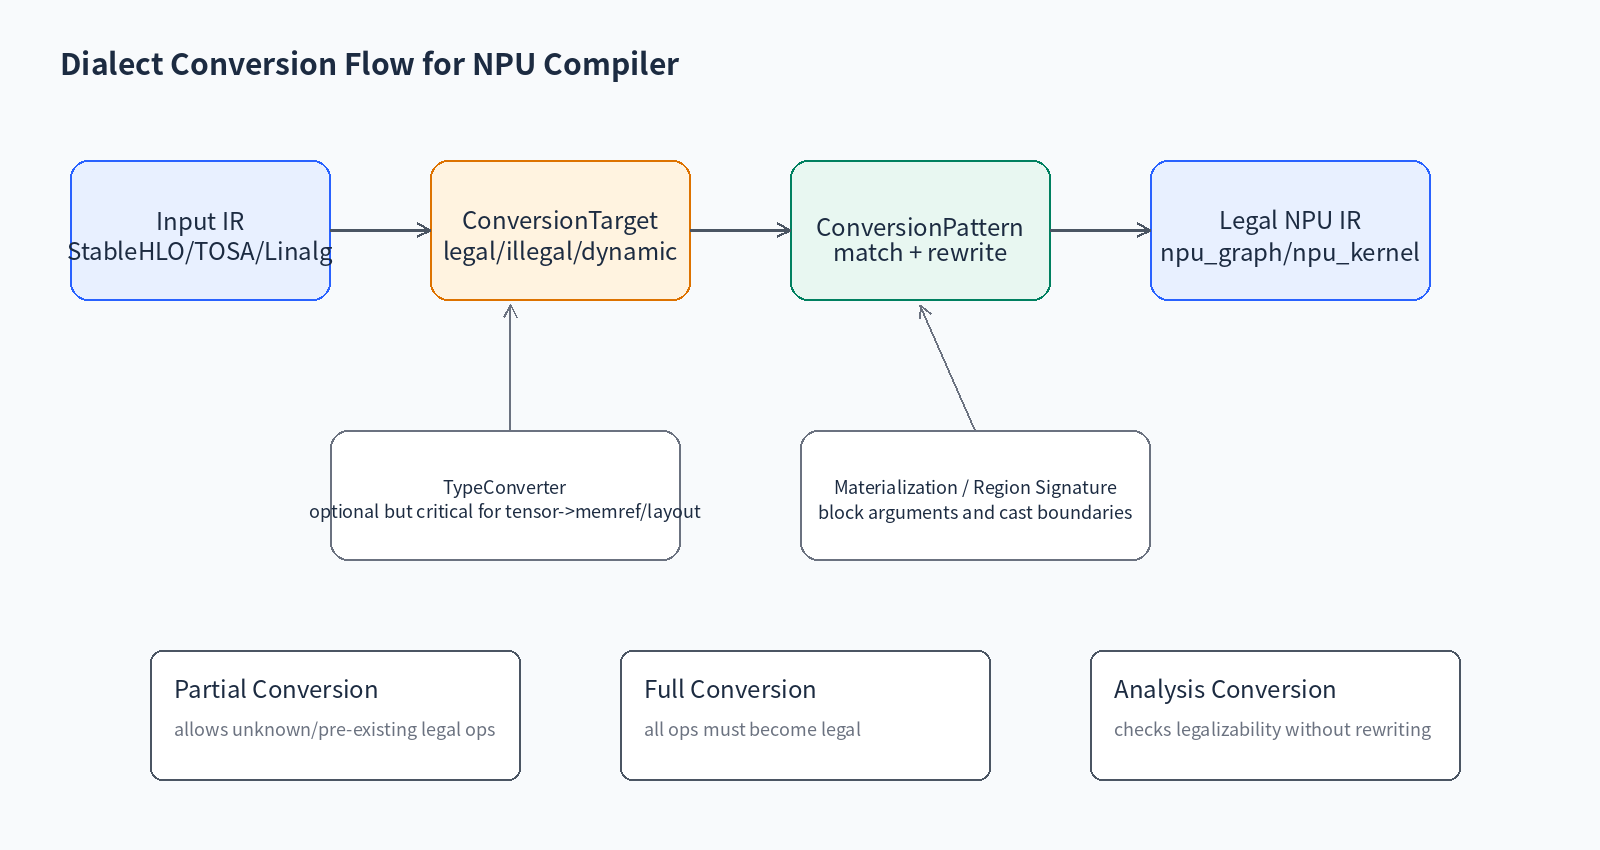 Dialect Conversion Flow for NPU Compiler
Input IR
StableHLO/TOSA/Linalg
ConversionTarget
legal/illegal/dynamic
ConversionPattern
match + rewrite
Legal NPU IR
npu_graph/npu_kernel
TypeConverter
optional but critical for tensor->memref/layout
Materialization / Region Signature
block arguments and cast boundaries
Partial Conversion
allows unknown/pre-existing legal ops
Full Conversion
all ops must become legal
Analysis Conversion
checks legalizability without rewriting